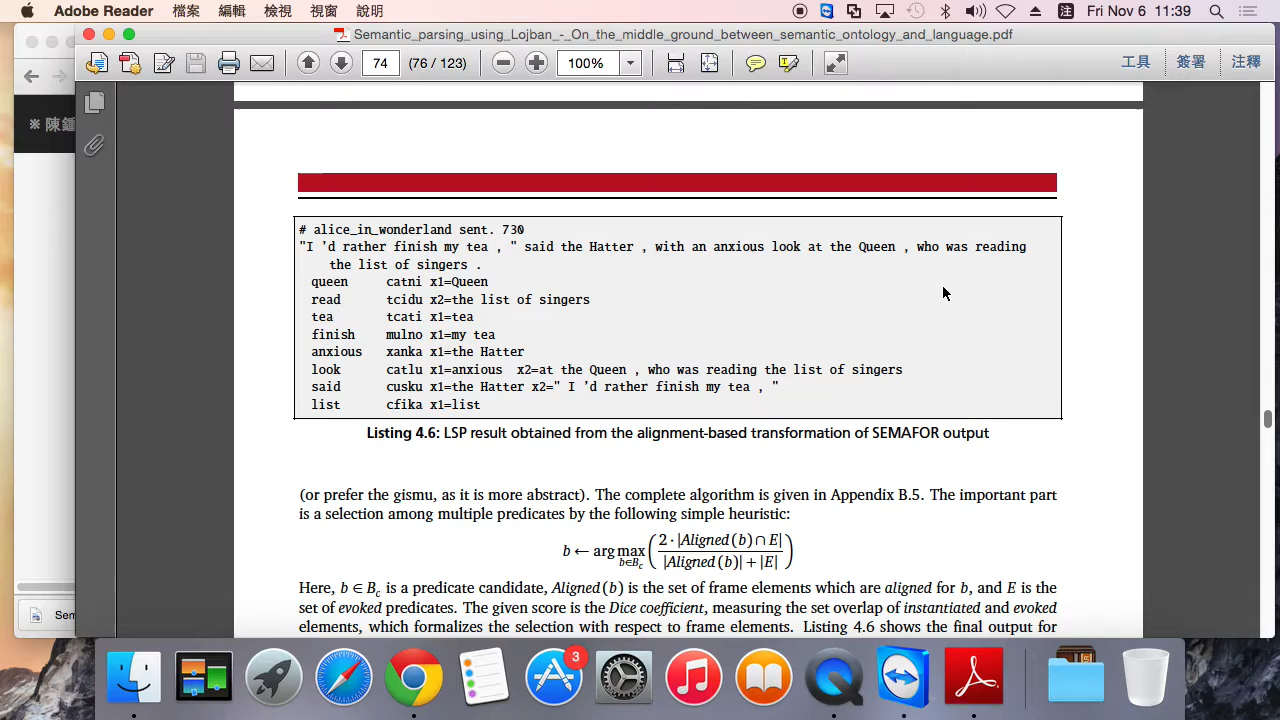 Adobe Reader 檔案 編輯 檢視 視窗 說明 注 Fri Nov 6 11:39
Semantic_parsing_using_Lojban_-_On_the_middle_ground_between_semantic_ontology_and_language.pdf
74 (76 / 123) 100% 工具 簽署 注釋
※ 陳鍾
# alice_in_wonderland sent. 730
"I 'd rather finish my tea , " said the Hatter , with an anxious look at the Queen , who was reading
the list of singers .
queen catni x1=Queen
read tcidu x2=the list of singers
tea tcati x1=tea
finish mulno x1=my tea
anxious xanka x1=the Hatter
look catlu x1=anxious x2=at the Queen , who was reading the list of singers
said cusku x1=the Hatter x2=" I 'd rather finish my tea , "
list cfika x1=list
Listing 4.6: LSP result obtained from the alignment-based transformation of SEMAFOR output
(or prefer the gismu, as it is more abstract). The complete algorithm is given in Appendix B.5. The important part
is a selection among multiple predicates by the following simple heuristic:
b ← arg max b∈Bc ( 2 · |Aligned(b) ∩ E| / |Aligned(b)| + |E| )
Here, b ∈ Bc is a predicate candidate, Aligned(b) is the set of frame elements which are aligned for b, and E is the
set of evoked predicates. The given score is the Dice coefficient, measuring the set overlap of instantiated and evoked
elements, which formalizes the selection with respect to frame elements. Listing 4.6 shows the final output for
Sem
3